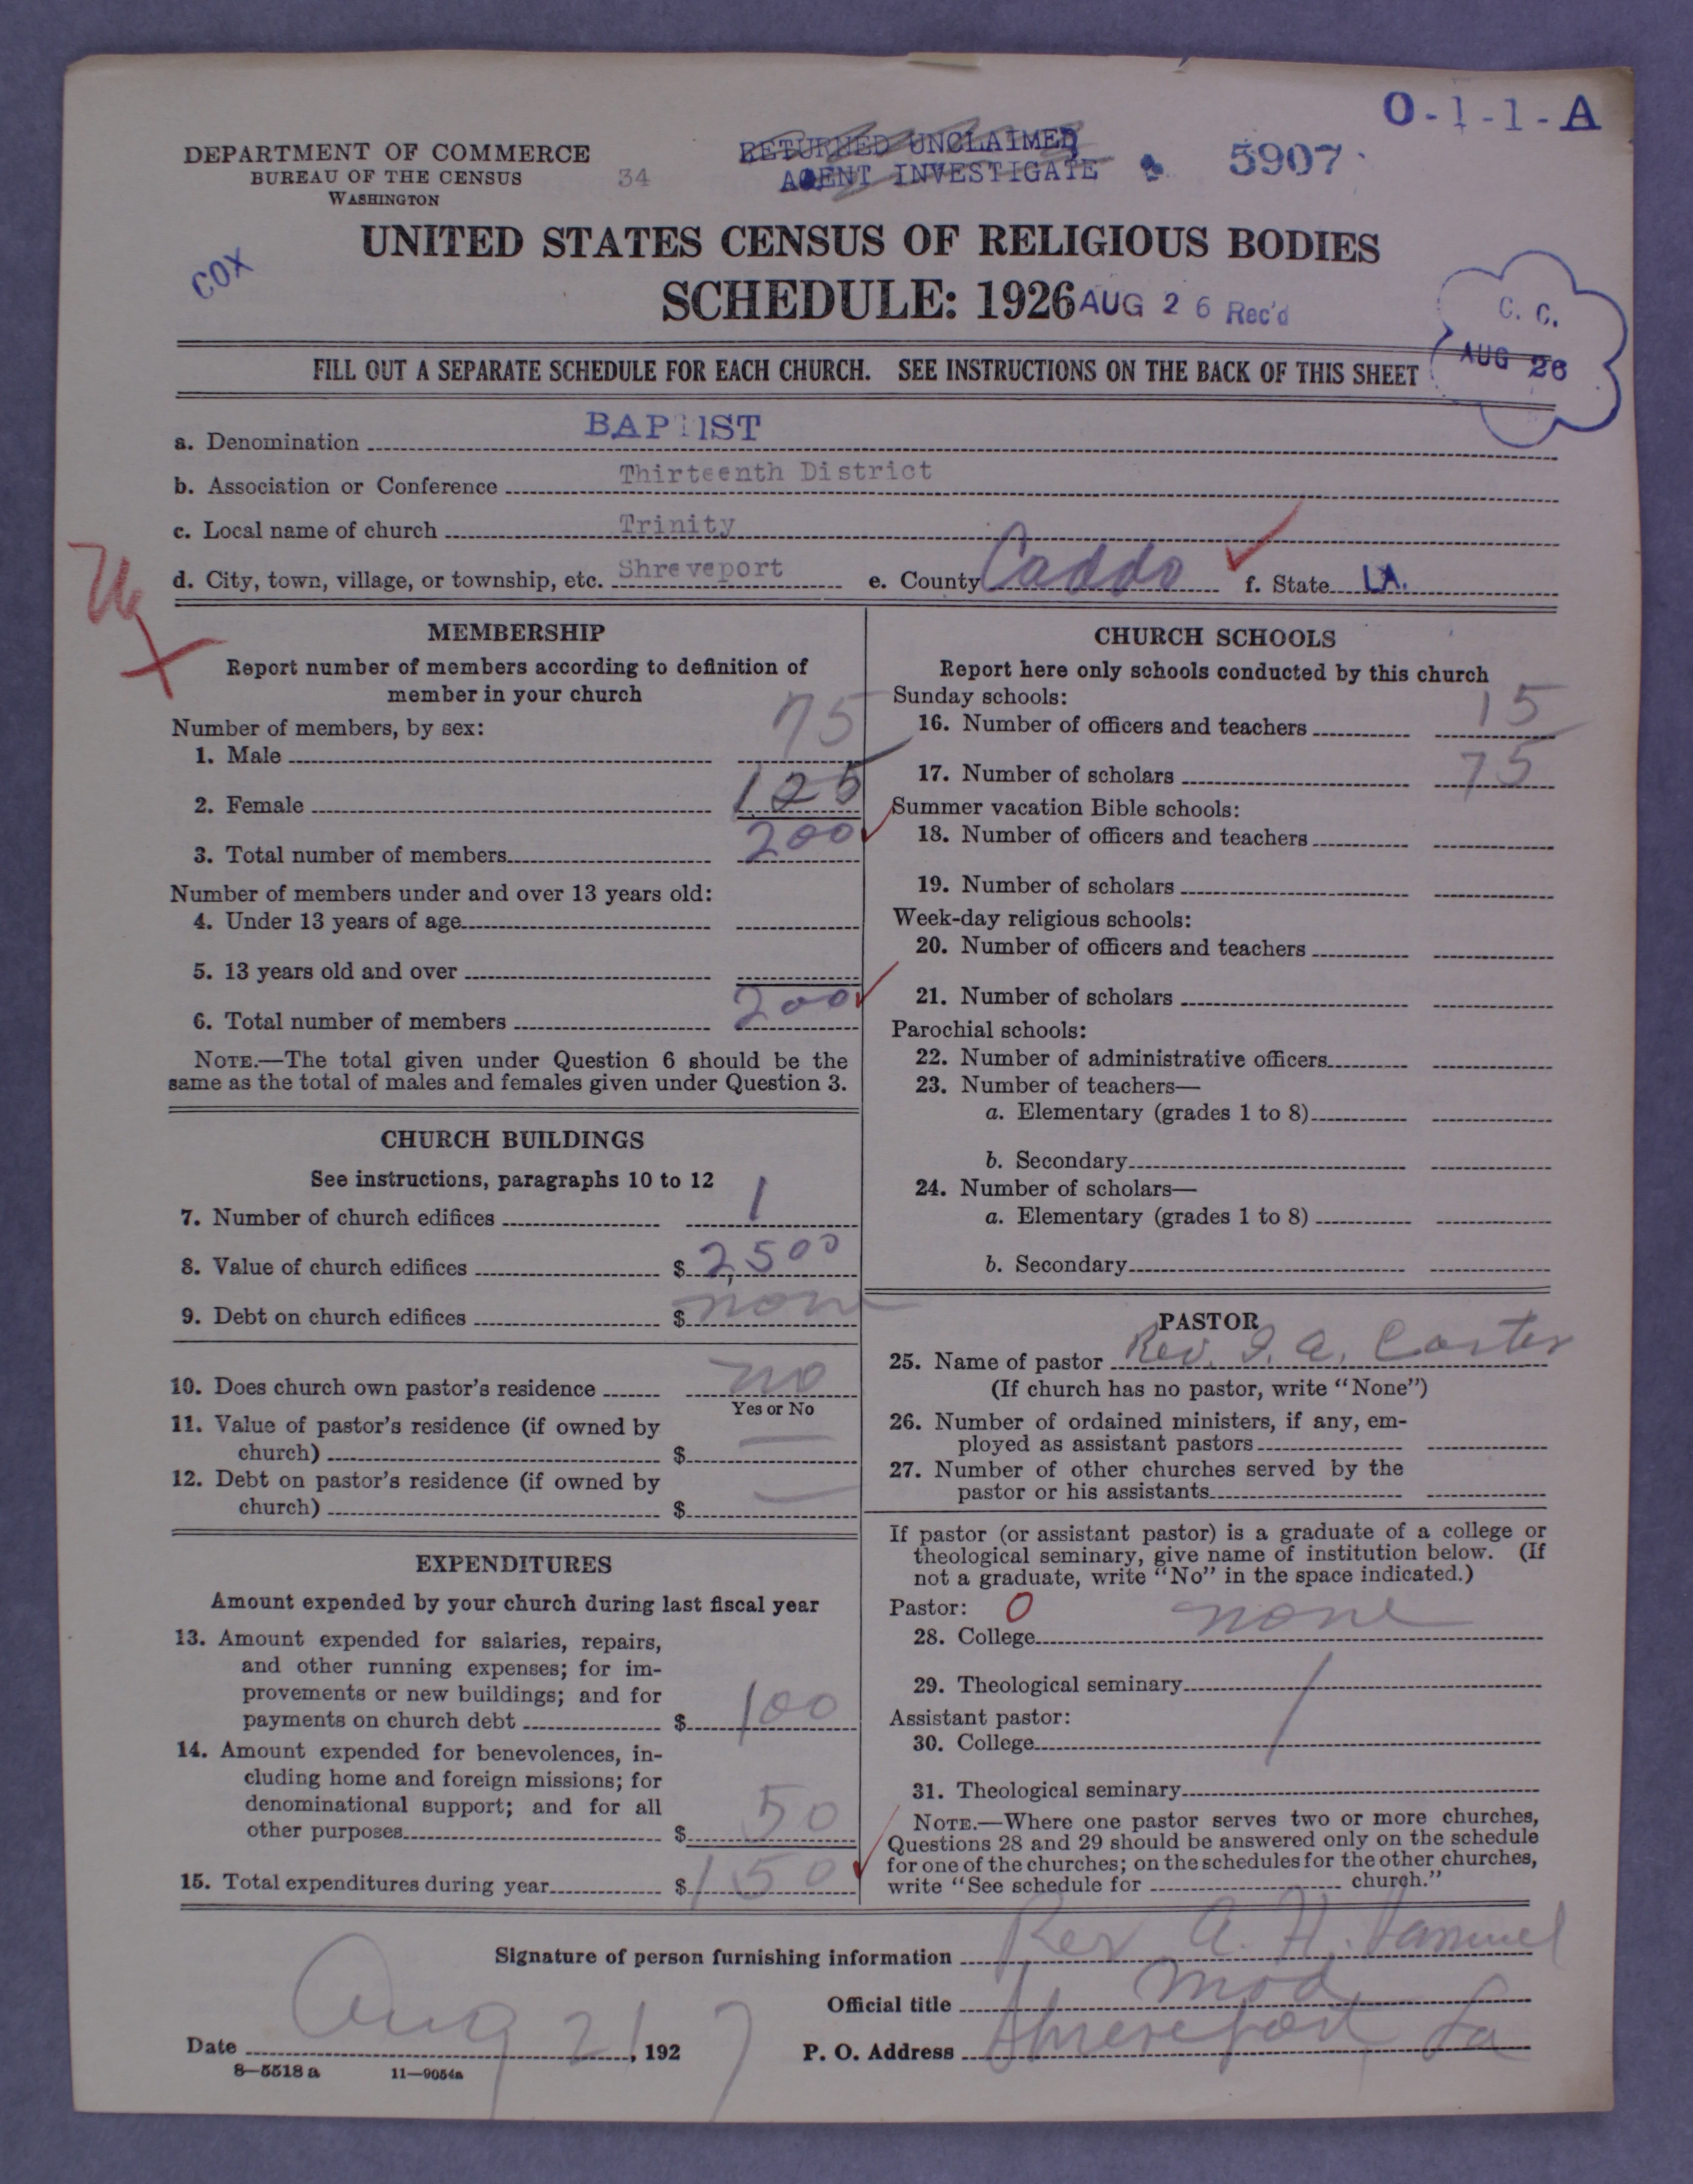 O-1-1-A
DEPARTMENT OF COMMERCE
BUREAU OF THE CENSUS
WASHINGTON
34
RETURNED UNCLAIMED
AGENT INVESTIGATE
5907
UNITED STATES CENSUS OF RELIGIOUS BODIES
COX
SCHEDULE: 1926
AUG 26 Rec'd
C. C.
AUG 26
FILL OUT A SEPARATE SCHEDULE FOR EACH CHURCH. SEE INSTRUCTIONS ON THE BACK OF THIS SHEET
a. Denomination BAPTIST
b. Association or Conference Thirteenth District
c. Local name of church Trinity
d. City, town, village, or township, etc. Shreveport e. County Caddo f. State LA.
MEMBERSHIP
Report number of members according to definition of
member in your church
Number of members, by sex:
1. Male 75
2. Female 125
3. Total number of members 200
Number of members under and over 13 years old:
4. Under 13 years of age
5. 13 years old and over
6. Total number of members 200
NOTE.—The total given under Question 6 should be the
same as the total of males and females given under Question 3.
CHURCH BUILDINGS
See instructions, paragraphs 10 to 12
7. Number of church edifices 1
8. Value of church edifices $ 2,500
9. Debt on church edifices $ none
10. Does church own pastor's residence no
Yes or No
11. Value of pastor's residence (if owned by
church) $ —
12. Debt on pastor's residence (if owned by
church) $ —
EXPENDITURES
Amount expended by your church during last fiscal year
13. Amount expended for salaries, repairs,
and other running expenses; for im-
provements or new buildings; and for
payments on church debt $ 100
14. Amount expended for benevolences, in-
cluding home and foreign missions; for
denominational support; and for all
other purposes $ 50
15. Total expenditures during year $ 150
CHURCH SCHOOLS
Report here only schools conducted by this church
Sunday schools:
16. Number of officers and teachers 15
17. Number of scholars 75
Summer vacation Bible schools:
18. Number of officers and teachers
19. Number of scholars
Week-day religious schools:
20. Number of officers and teachers
21. Number of scholars
Parochial schools:
22. Number of administrative officers
23. Number of teachers—
a. Elementary (grades 1 to 8)
b. Secondary
24. Number of scholars—
a. Elementary (grades 1 to 8)
b. Secondary
PASTOR
25. Name of pastor Rev. I. A. Carter
(If church has no pastor, write "None")
26. Number of ordained ministers, if any, em-
ployed as assistant pastors
27. Number of other churches served by the
pastor or his assistants
If pastor (or assistant pastor) is a graduate of a college or
theological seminary, give name of institution below. (If
not a graduate, write "No" in the space indicated.)
Pastor: 0
28. College none
29. Theological seminary
Assistant pastor:
30. College
31. Theological seminary
NOTE.—Where one pastor serves two or more churches,
Questions 28 and 29 should be answered only on the schedule
for one of the churches; on the schedules for the other churches,
write "See schedule for church."
Signature of person furnishing information Rev A. H. Samuel
Official title Mod.
Date Aug 21, 1927 P. O. Address Shreveport La
8—5518 a 11—9054a